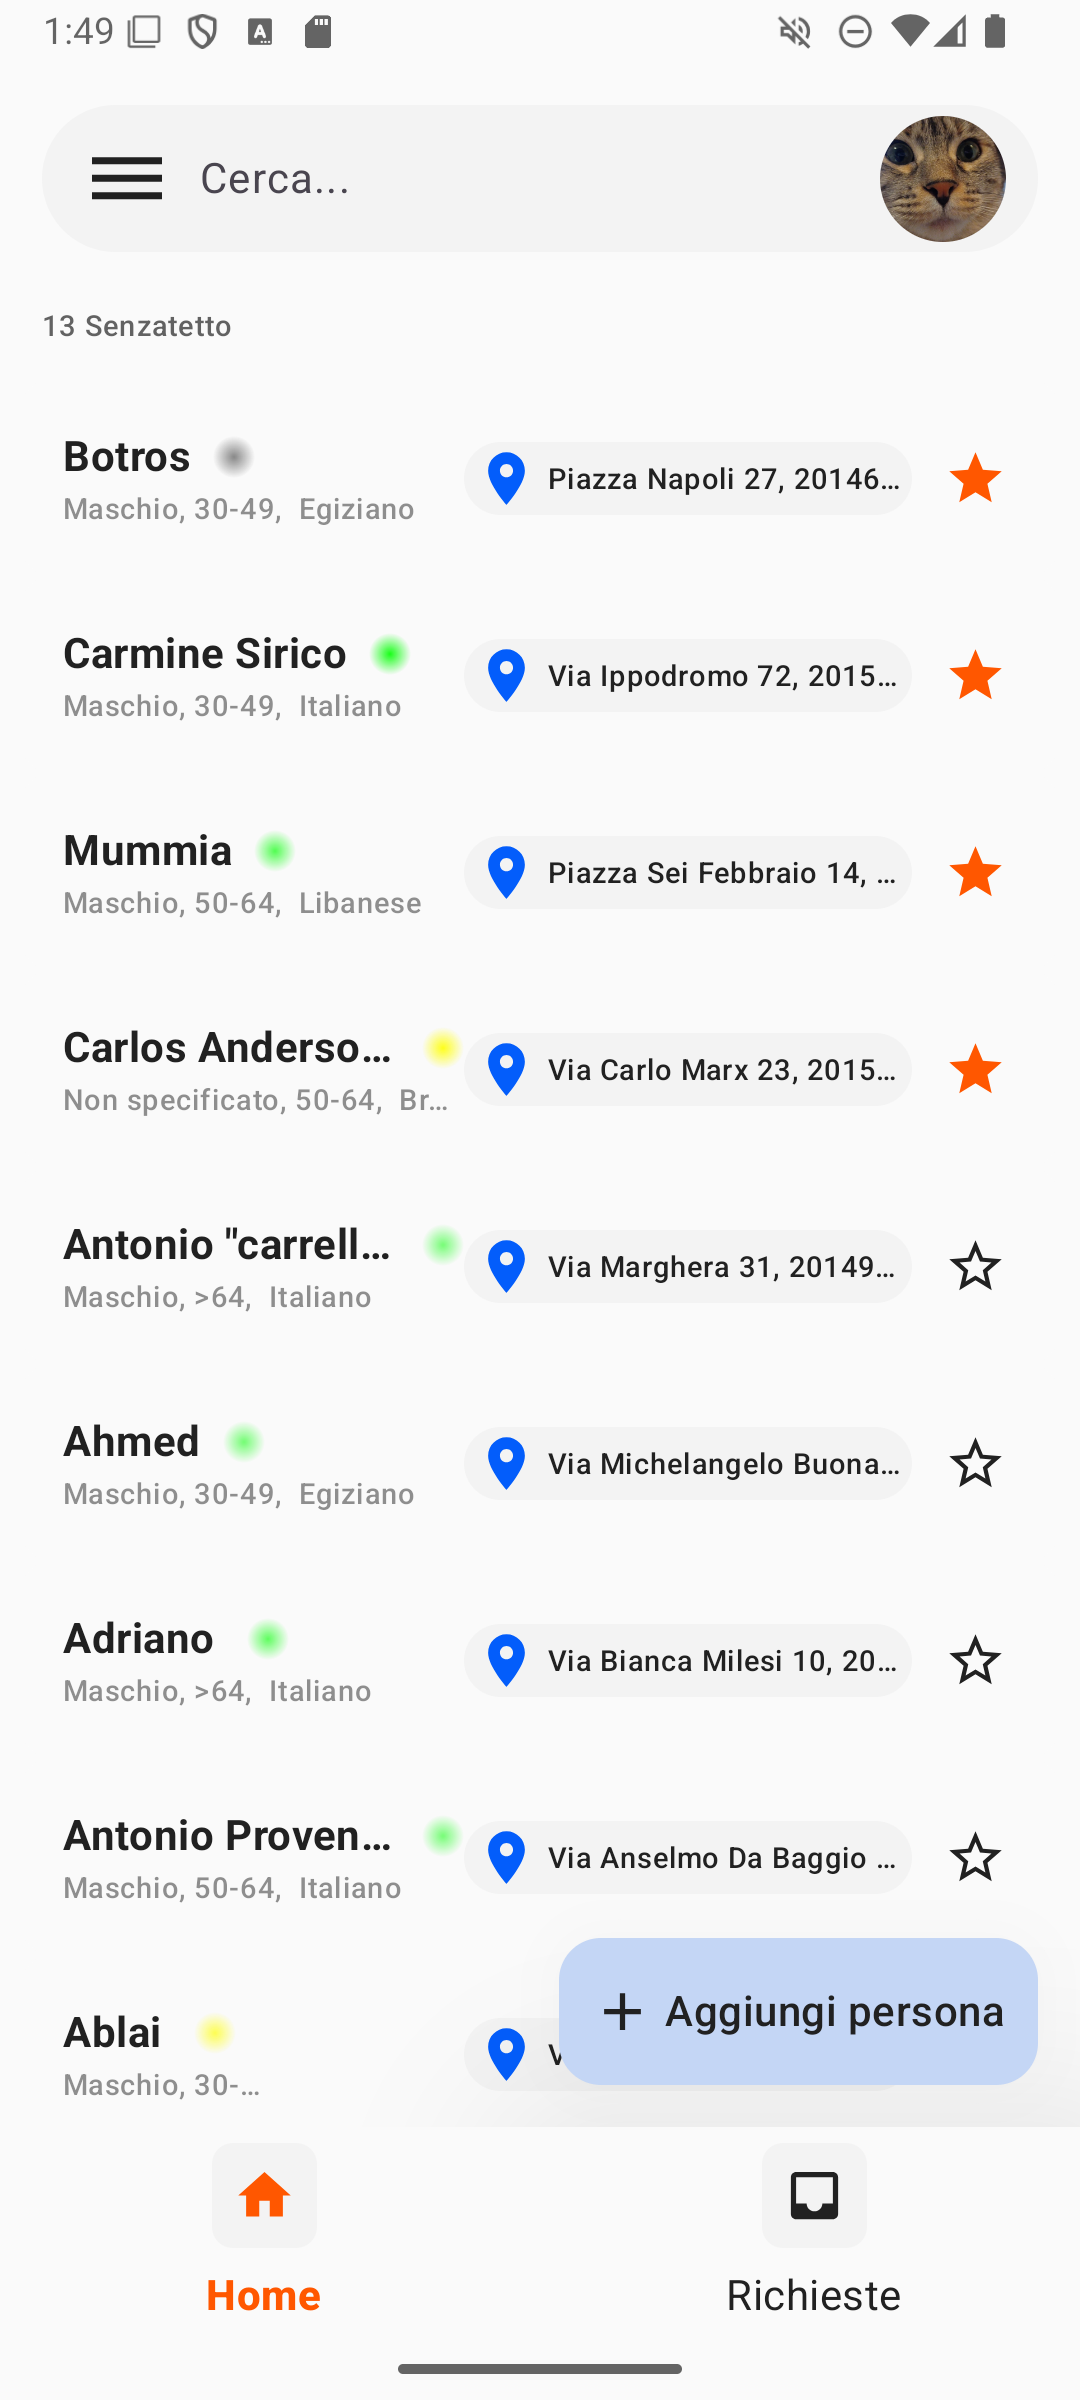 1:49
Cerca...
13 Senzatetto
Botros
Maschio, 30-49, Egiziano
Piazza Napoli 27, 20146...
Carmine Sirico
Maschio, 30-49, Italiano
Via Ippodromo 72, 2015...
Mummia
Maschio, 50-64, Libanese
Piazza Sei Febbraio 14, ...
Carlos Anderso...
Non specificato, 50-64, Br...
Via Carlo Marx 23, 2015...
Antonio "carrell...
Maschio, >64, Italiano
Via Marghera 31, 20149...
Ahmed
Maschio, 30-49, Egiziano
Via Michelangelo Buona...
Adriano
Maschio, >64, Italiano
Via Bianca Milesi 10, 20...
Antonio Proven...
Maschio, 50-64, Italiano
Via Anselmo Da Baggio ...
Ablai
Maschio, 30-...
+ Aggiungi persona
Home
Richieste